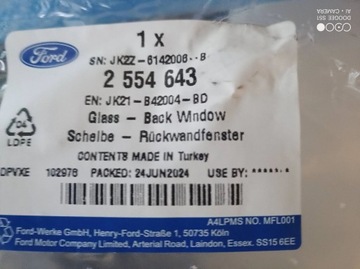 1 x
Ford
SN: JK2Z-6142006--B
2 554 643
EN: JK21-B42004-BD
04
LDPE
Glass - Back Window
Scheibe - Rückwandfenster
CONTENTS MADE IN Turkey
DPVXE 102976 PACKED: 24JUN2024 USE BY: *****.*
A4LPMS NO. MFL001
Ford-Werke GmbH, Henry-Ford-Straße 1, 50735 Köln
Ford Motor Company Limited, Arterial Road, Laindon, Essex. SS15 6EE